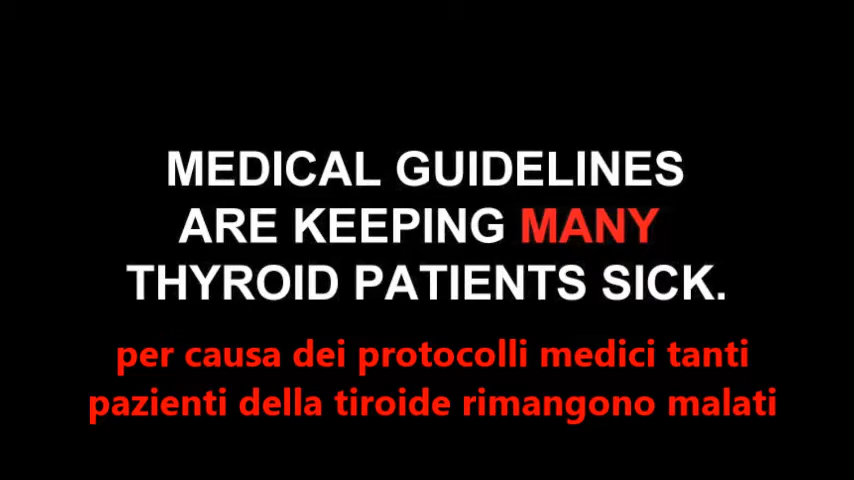 MEDICAL GUIDELINES
ARE KEEPING MANY
THYROID PATIENTS SICK.
per causa dei protocolli medici tanti
pazienti della tiroide rimangono malati